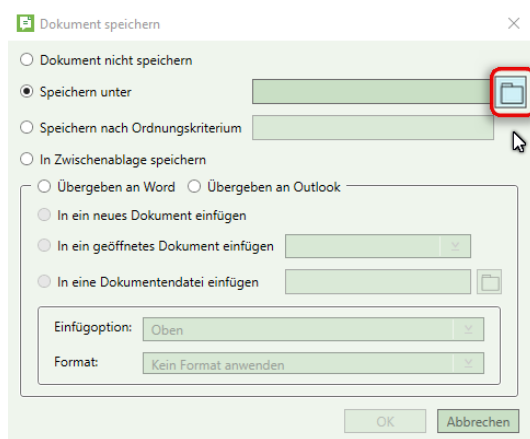 Dokument speichern
Dokument nicht speichern
Speichern unter
Speichern nach Ordnungskriterium
In Zwischenablage speichern
Übergeben an Word Übergeben an Outlook
In ein neues Dokument einfügen
In ein geöffnetes Dokument einfügen
In eine Dokumentendatei einfügen
Einfügoption: Oben
Format: Kein Format anwenden
OK Abbrechen